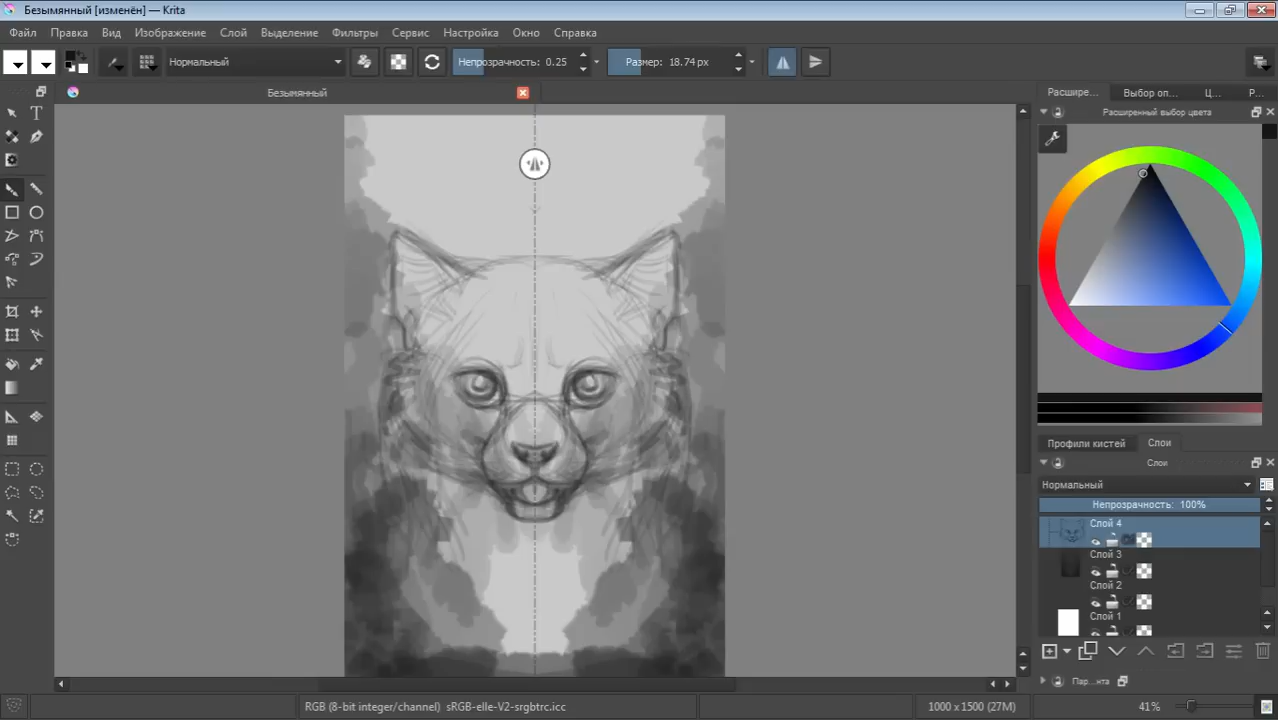 Безымянный [изменён] — Krita
Файл Правка Вид Изображение Слой Выделение Фильтры Сервис Настройка Окно Справка
Нормальный Непрозрачность: 0.25 Размер: 18.74 px
Безымянный
Расшире... Выбор оп... Ц... Р...
Расширенный выбор цвета
Профили кистей Слои
Слои
Нормальный
Непрозрачность: 100%
Слой 4
Слой 3
Слой 2
Слой 1
Пар...нта
RGB (8-bit integer/channel) sRGB-elle-V2-srgbtrc.icc 1000 x 1500 (27M) 41%